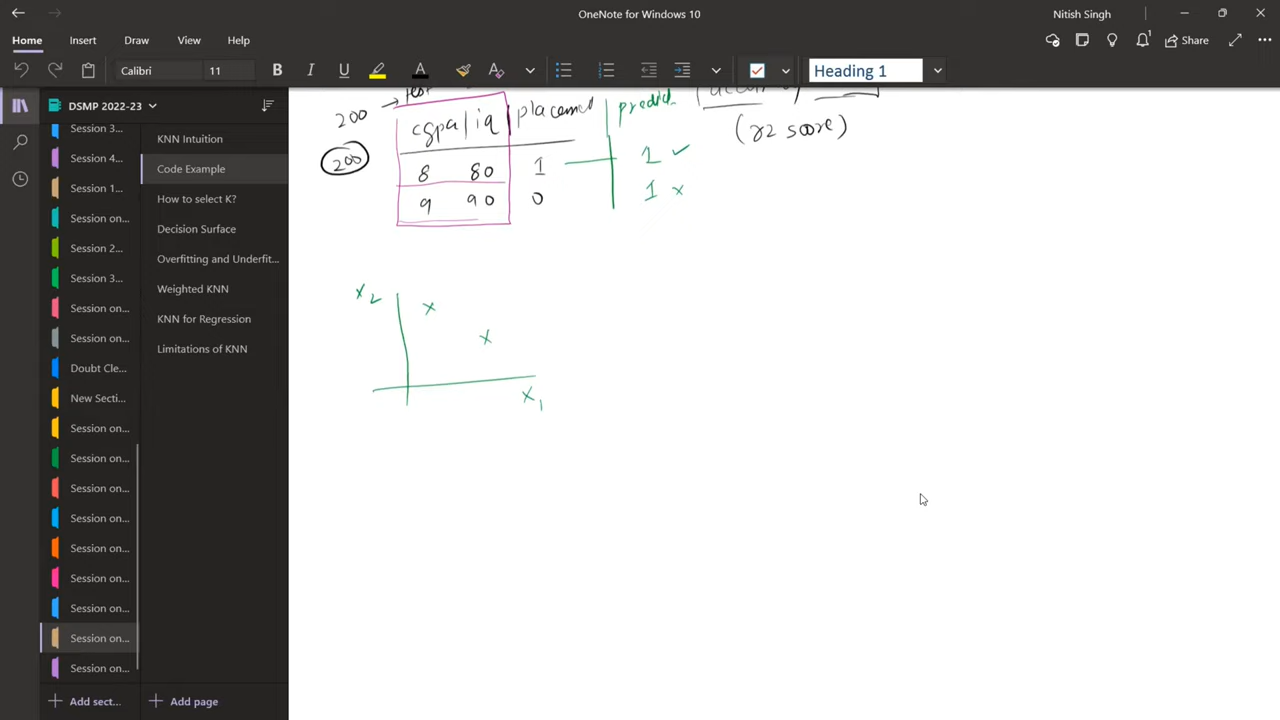 OneNote for Windows 10
Nitish Singh
Home
Insert
Draw
View
Help
Share
Calibri
11
B
I
U
A
Heading 1
DSMP 2022-23
Session 3...
Session 4...
Session 1...
Session on...
Session 2...
Session 3...
Session on...
Session on...
Doubt Cle...
New Secti...
Session on...
Session on...
Session on...
Session on...
Session on...
Session on...
Session on...
Session on...
Session on...
Add sect...
KNN Intuition
Code Example
How to select K?
Decision Surface
Overfitting and Underfit...
Weighted KNN
KNN for Regression
Limitations of KNN
Add page
200 → test
cgpa | iq | placement | predict
(r2 score)
200 8 80 1 1 ✓
9 90 0 1 x
x2
x
x
x1